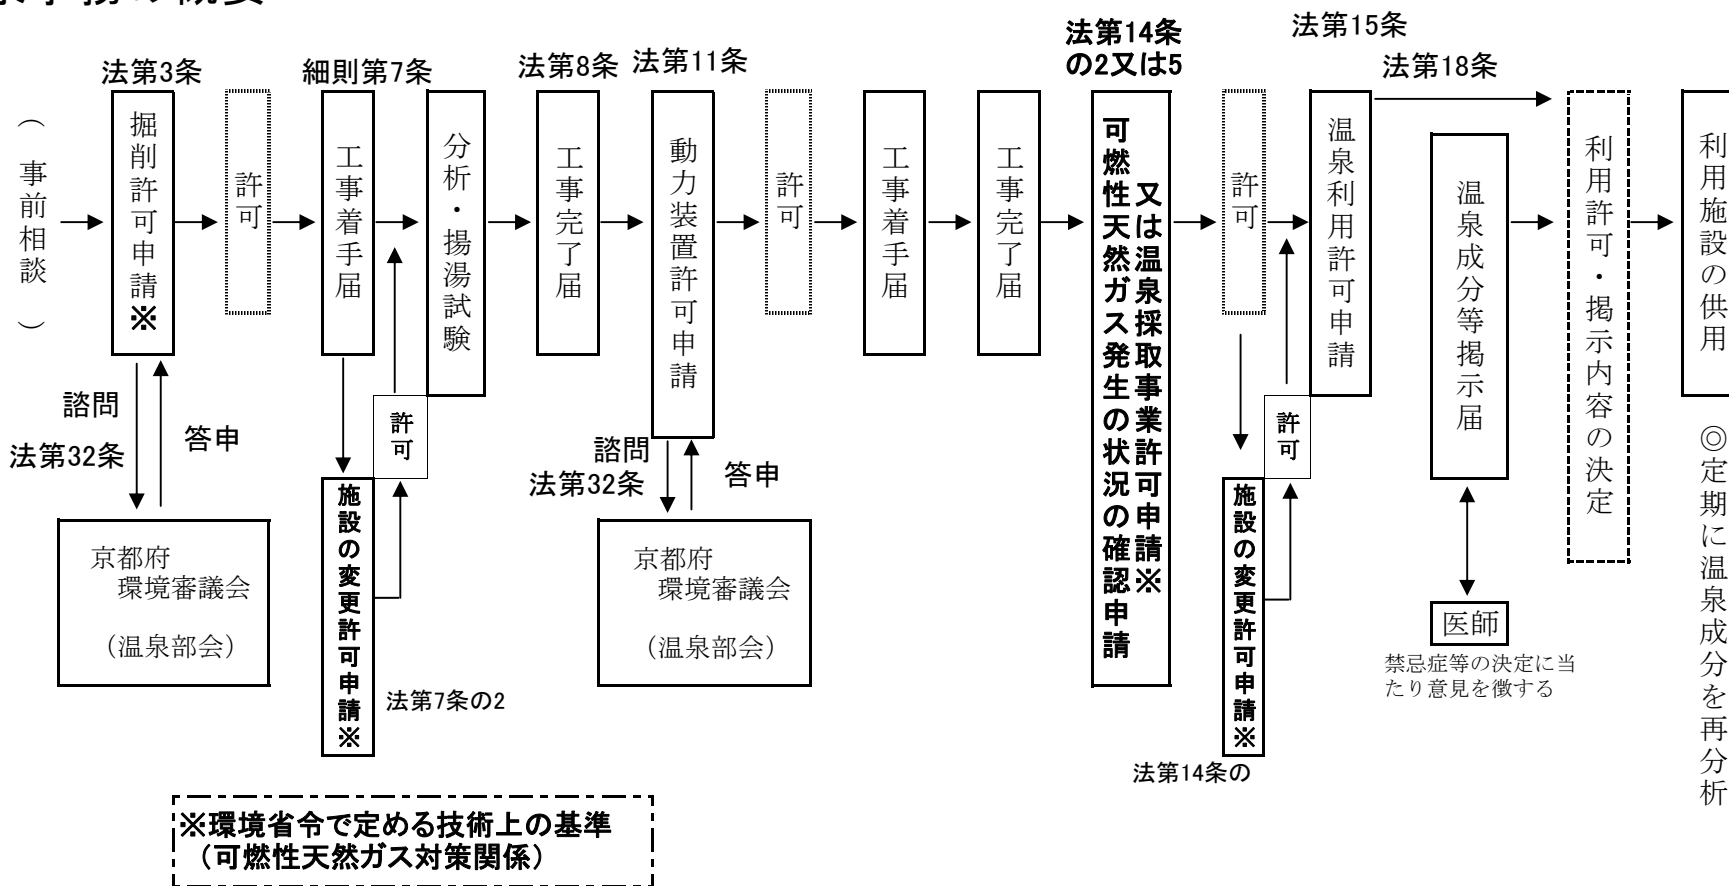 務の概要
法第3条
細則第7条
法第8条
法第11条
法第14条
の2又は5
法第15条
法第18条
（事前相談）
掘削許可申請※
許可
工事着手届
分析・揚湯試験
工事完了届
動力装置許可申請
許可
工事着手届
工事完了届
可燃性天然ガス発生の状況の確認申請
又は温泉採取事業許可申請※
許可
温泉利用許可申請
温泉成分等掲示届
利用許可・掲示内容の決定
利用施設の供用
諮問
法第32条
答申
許可
諮問
法第32条
答申
許可
京都府
環境審議会
（温泉部会）
施設の変更許可申請※
法第7条の2
京都府
環境審議会
（温泉部会）
施設の変更許可申請※
法第14条の
医師
禁忌症等の決定に当
たり意見を徴する
◎定期に温泉成分を再分析
※環境省令で定める技術上の基準
（可燃性天然ガス対策関係）